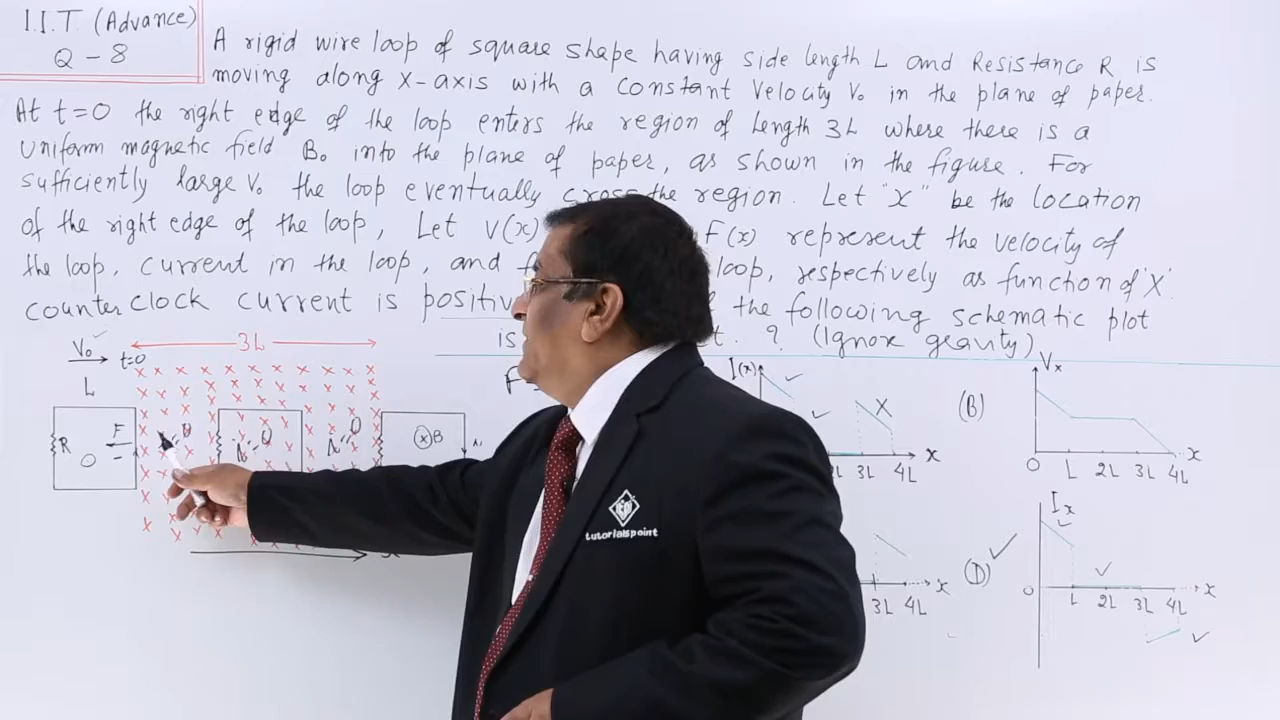 I.I.T. (Advance)
Q - 8
A rigid wire loop of square shape having side length L and Resistance R is
moving along X-axis with a constant velocity V₀ in the plane of paper.
At t=0 the right edge of the loop enters the region of length 3L where there is a
uniform magnetic field B₀ into the plane of paper, as shown in the figure. For
sufficiently large V₀ the loop eventually cross the region. Let "X" be the location
of the right edge of the loop, Let V(x) F(x) represent the velocity of
the loop, current in the loop, and loop, respectively as function of 'X'.
counter clock current is positive the following schematic plot
is ? (Ignore gravity)
V₀ t=0 3L
L
R F
0
B
I(x)
3L 4L x
(B)
Vx
0 L 2L 3L 4L x
3L 4L x
(D)
Ix
0 L 2L 3L 4L x
tutorialspoint